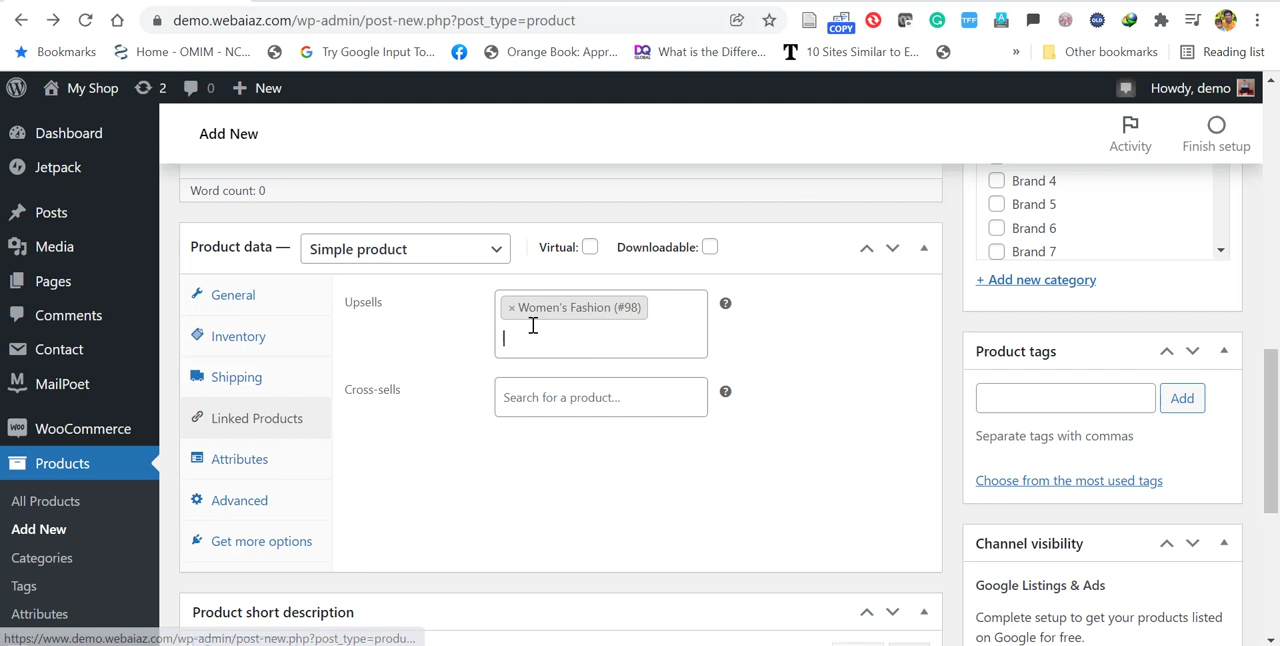 demo.webaiaz.com/wp-admin/post-new.php?post_type=product
COPY
TFF
OLD
Bookmarks
Home - OMIM - NC...
Try Google Input To...
Orange Book: Appr...
DQ
GLOBAL
What is the Differe...
T
10 Sites Similar to E...
»
Other bookmarks
Reading list
My Shop
2
0
New
Howdy, demo
Dashboard
Jetpack
Posts
Media
Pages
Comments
Contact
MailPoet
WooCommerce
Products
All Products
Add New
Categories
Tags
Attributes
Add New
Activity
Finish setup
Word count: 0
Product data —
Simple product
Virtual:
Downloadable:
General
Inventory
Shipping
Linked Products
Attributes
Advanced
Get more options
Upsells
× Women's Fashion (#98)
Cross-sells
Search for a product...
Product short description
Brand 4
Brand 5
Brand 6
Brand 7
+ Add new category
Product tags
Add
Separate tags with commas
Choose from the most used tags
Channel visibility
Google Listings & Ads
Complete setup to get your products listed
on Google for free.
https://www.demo.webaiaz.com/wp-admin/post-new.php?post_type=produ...